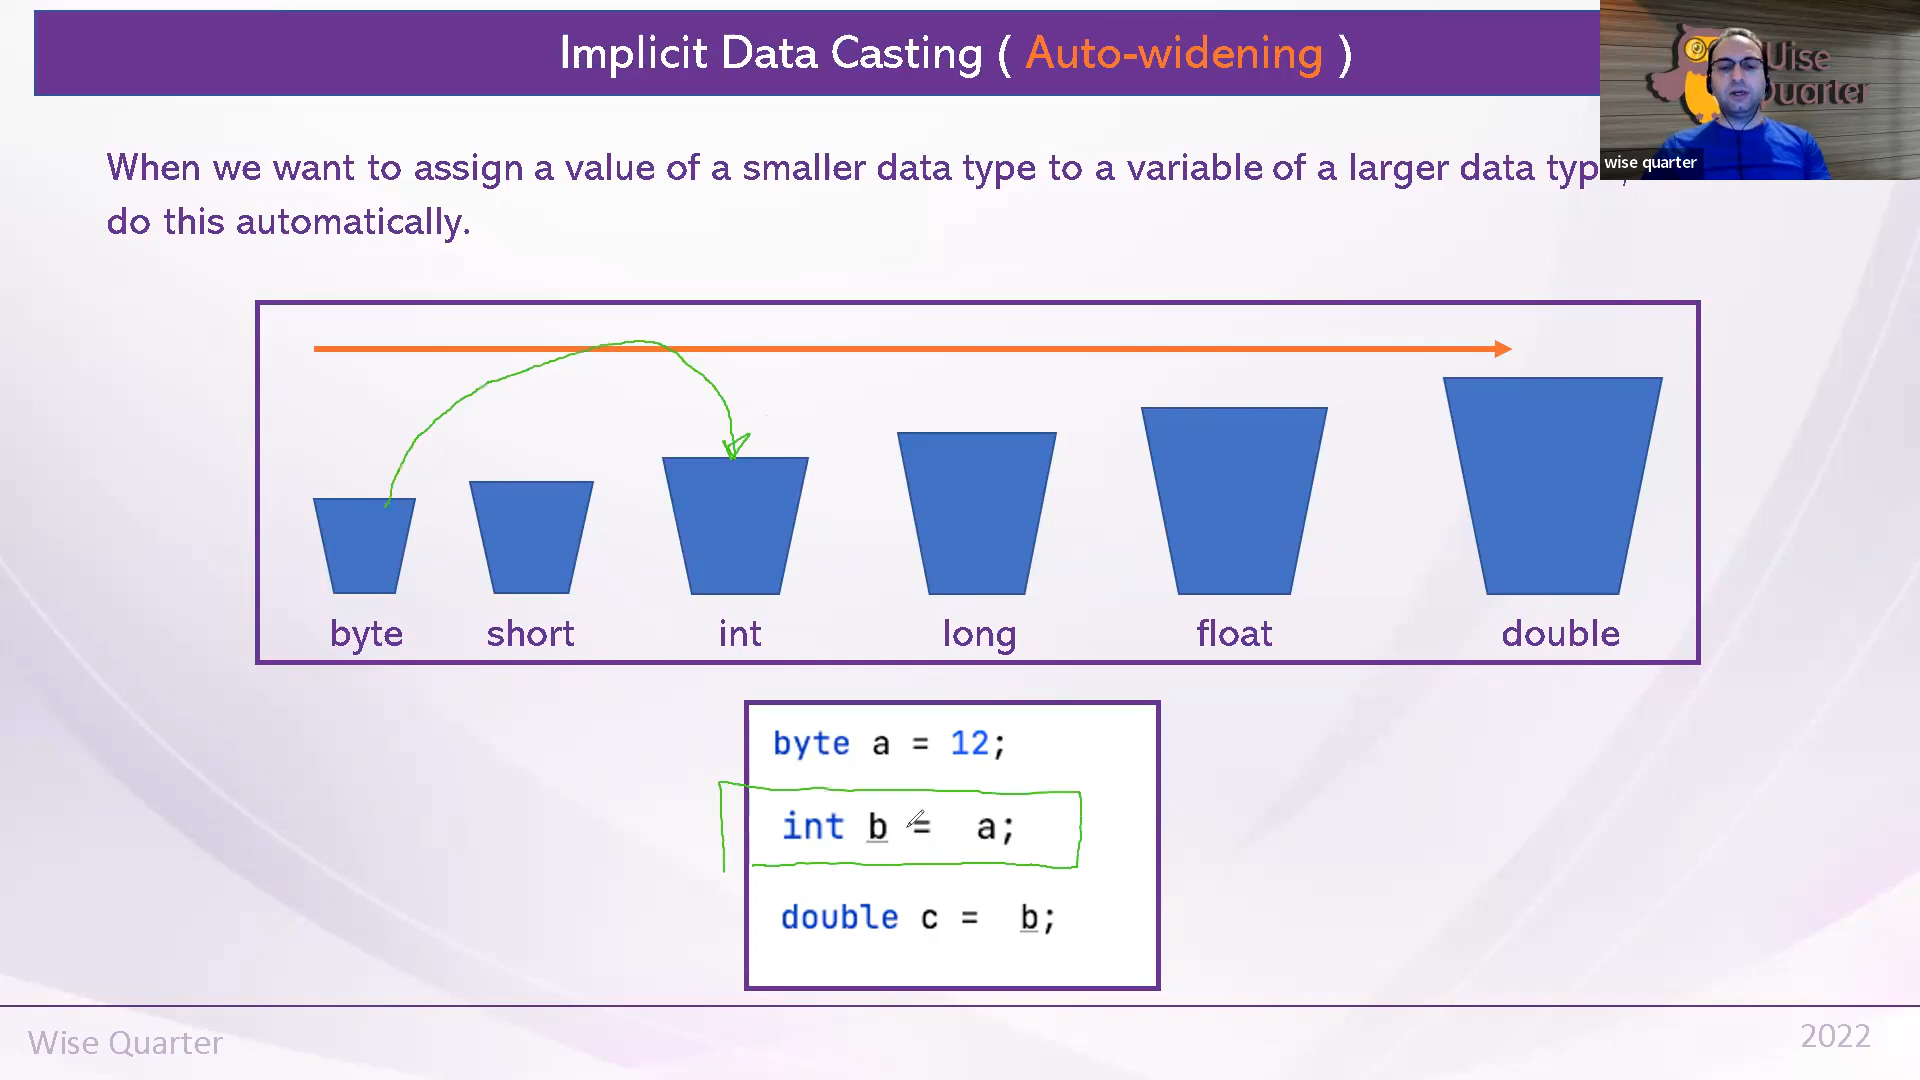 Implicit Data Casting ( Auto-widening )
Wise
Quarter
wise quarter
When we want to assign a value of a smaller data type to a variable of a larger data
do this automatically.
byte short int long float double
byte a = 12;
int b = a;
double c = b;
Wise Quarter
2022